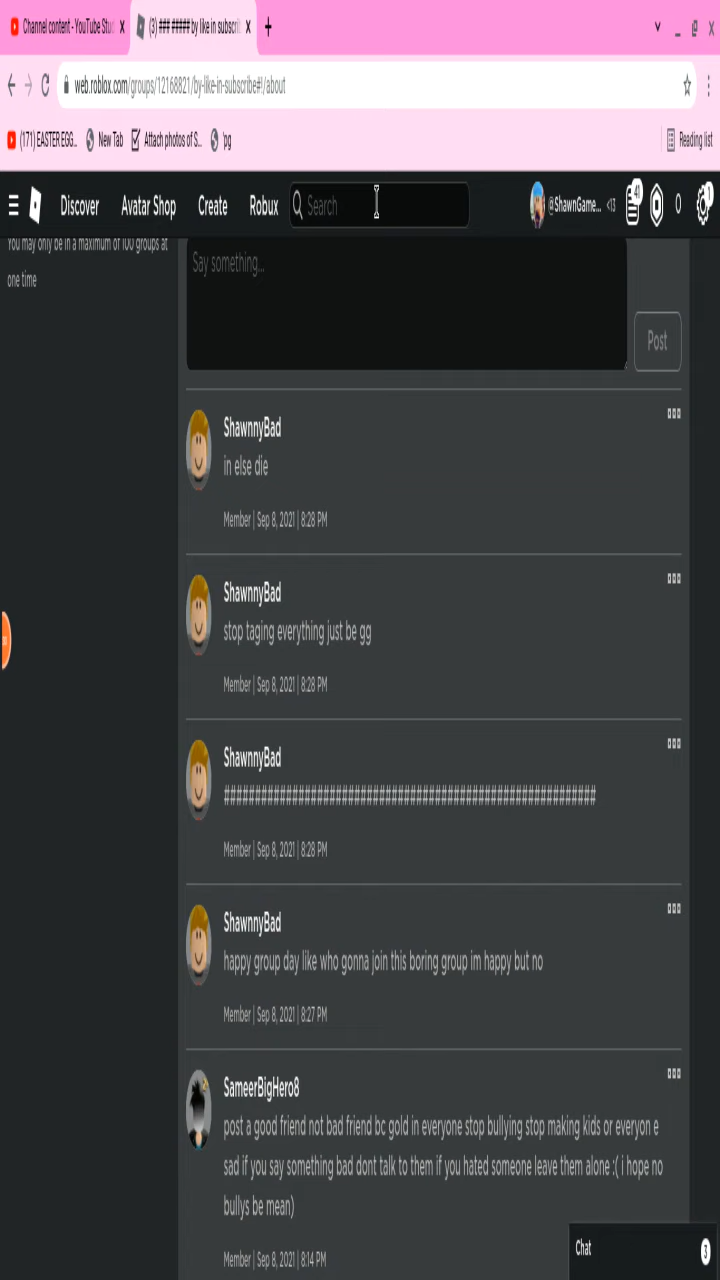 Channel content - YouTube Stu
(3) ### ##### by like in subscri
web.roblox.com/groups/12168821/by-like-in-subscribe#!/about
(171) EASTER EGG...
New Tab
Attach photos of S...
'pg
Reading list
Discover
Avatar Shop
Create
Robux
Search
@ShawnGame...
<13
41
0
1
You may only be in a maximum of 100 groups at
one time
Say something...
Post
ShawnnyBad
in else die
Member | Sep 8, 2021 | 8:28 PM
ShawnnyBad
stop taging everything just be gg
Member | Sep 8, 2021 | 8:28 PM
ShawnnyBad
############################################################
Member | Sep 8, 2021 | 8:28 PM
ShawnnyBad
happy group day like who gonna join this boring group im happy but no
Member | Sep 8, 2021 | 8:27 PM
SameerBigHero8
post a good friend not bad friend bc gold in everyone stop bullying stop making kids or everyon e
sad if you say something bad dont talk to them if you hated someone leave them alone :( i hope no
bullys be mean)
Member | Sep 8, 2021 | 8:14 PM
Chat
3